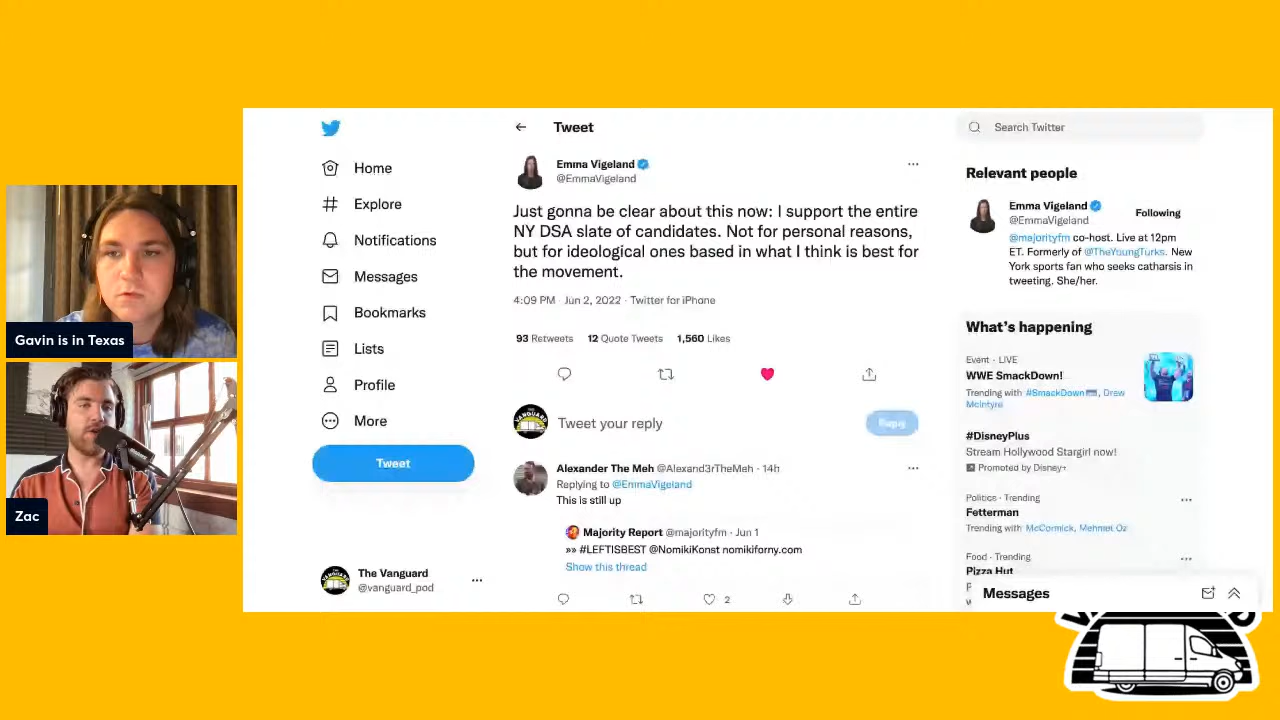 Gavin is in Texas
Zac
Home
Explore
Notifications
Messages
Bookmarks
Lists
Profile
More
Tweet
The Vanguard
@vanguard_pod
Tweet
Emma Vigeland
@EmmaVigeland
Just gonna be clear about this now: I support the entire
NY DSA slate of candidates. Not for personal reasons,
but for ideological ones based in what I think is best for
the movement.
4:09 PM · Jun 2, 2022 · Twitter for iPhone
93 Retweets 12 Quote Tweets 1,560 Likes
Tweet your reply
Reply
Alexander The Meh @Alexand3rTheMeh · 14h
Replying to @EmmaVigeland
This is still up
Majority Report @majorityfm · Jun 1
»» #LEFTISBEST @NomikiKonst nomikiforny.com
Show this thread
2
Search Twitter
Relevant people
Emma Vigeland
@EmmaVigeland
Following
@majorityfm co-host. Live at 12pm
ET. Formerly of @TheYoungTurks. New
York sports fan who seeks catharsis in
tweeting. She/her.
What's happening
Event · LIVE
WWE SmackDown!
Trending with #SmackDown, Drew
McIntyre
#DisneyPlus
Stream Hollywood Stargirl now!
Promoted by Disney+
Politics · Trending
Fetterman
Trending with McCormick, Mehmet Oz
Food · Trending
Pizza Hut
Messages